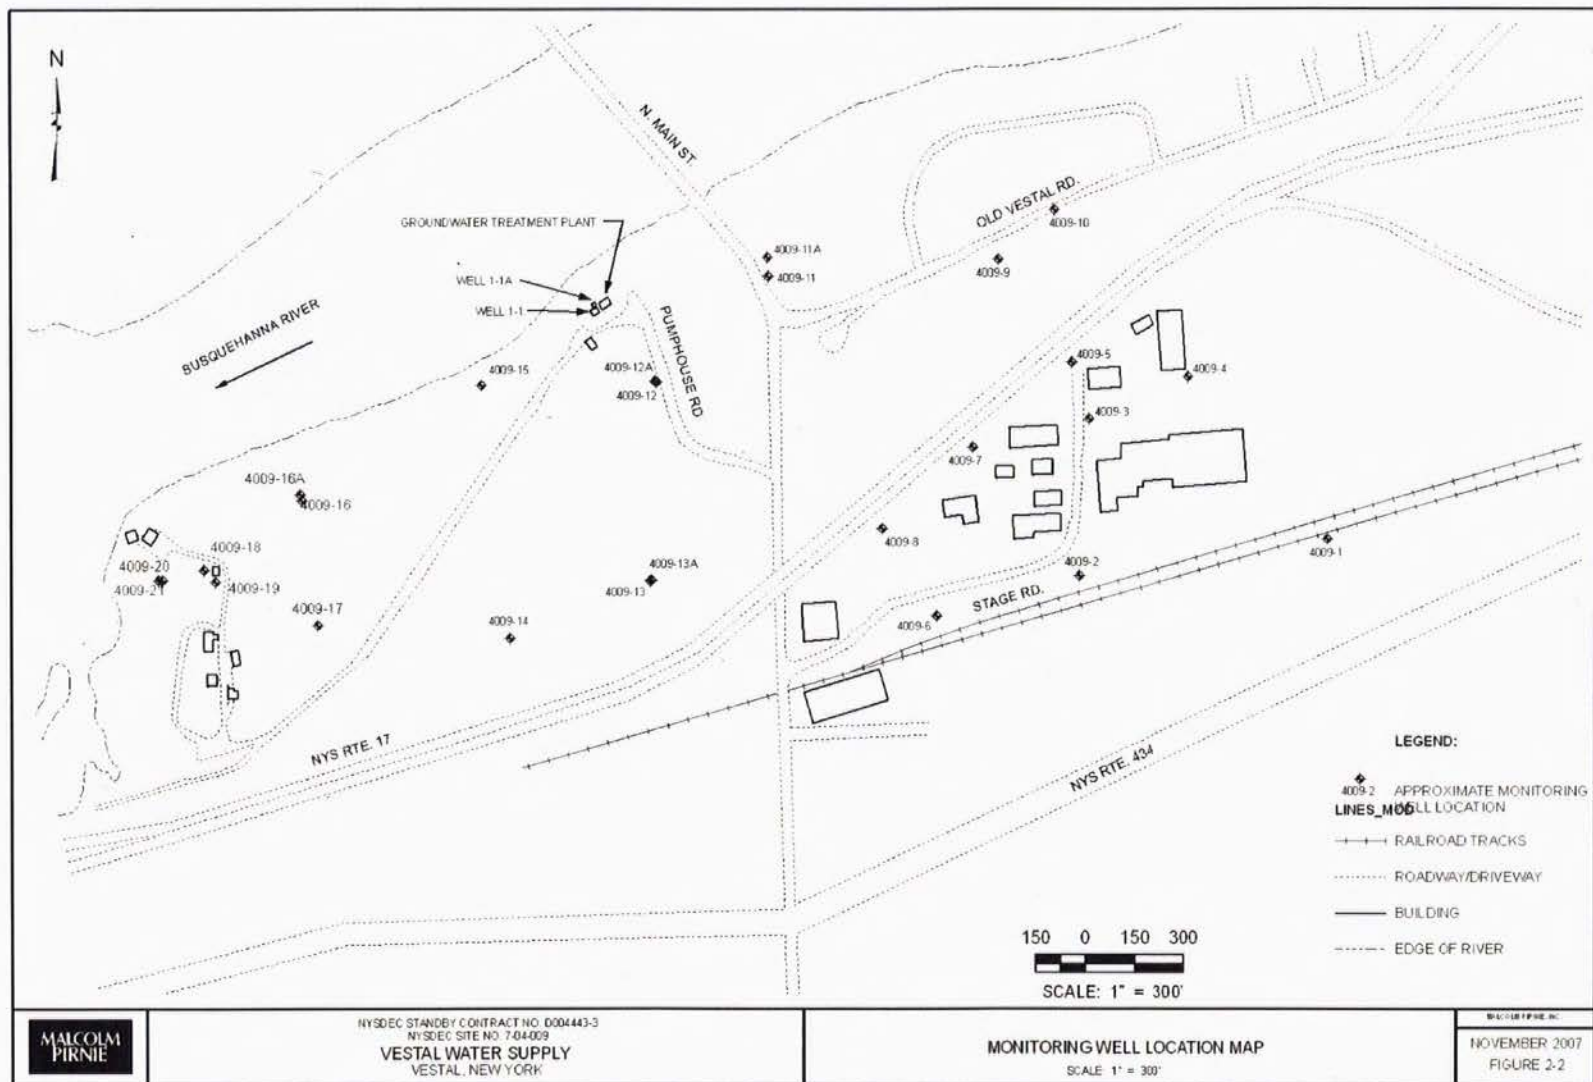 N
N. MAIN ST.
OLD VESTAL RD.
4009-10
GROUNDWATER TREATMENT PLANT
4009-11A
4009-9
WELL 1-1A
4009-11
WELL 1-1
BUSQUEHANNA RIVER
PUMPHOUSE RD
4009-15
4009-12A
4009-12
4009-5
4009-4
4009-3
4009-7
4009-16A
4009-16
4009-8
4009-18
4009-20
4009-21
4009-19
4009-17
4009-14
4009-13A
4009-13
4009-2
4009-1
STAGE RD.
4009-6
NYS RTE. 17
NYS RTE. 434
LEGEND:
4009-2 APPROXIMATE MONITORING
WELL LOCATION
LINES_MOD
RAILROAD TRACKS
ROADWAY/DRIVEWAY
BUILDING
EDGE OF RIVER
150 0 150 300
SCALE: 1" = 300'
MALCOLM
PIRNIE
NYSDEC STANDBY CONTRACT NO. D004443-3
NYSDEC SITE NO. 7-04-009
VESTAL WATER SUPPLY
VESTAL, NEW YORK
MONITORING WELL LOCATION MAP
SCALE: 1" = 300'
MALCOLM PIRNIE, INC.
NOVEMBER 2007
FIGURE 2-2